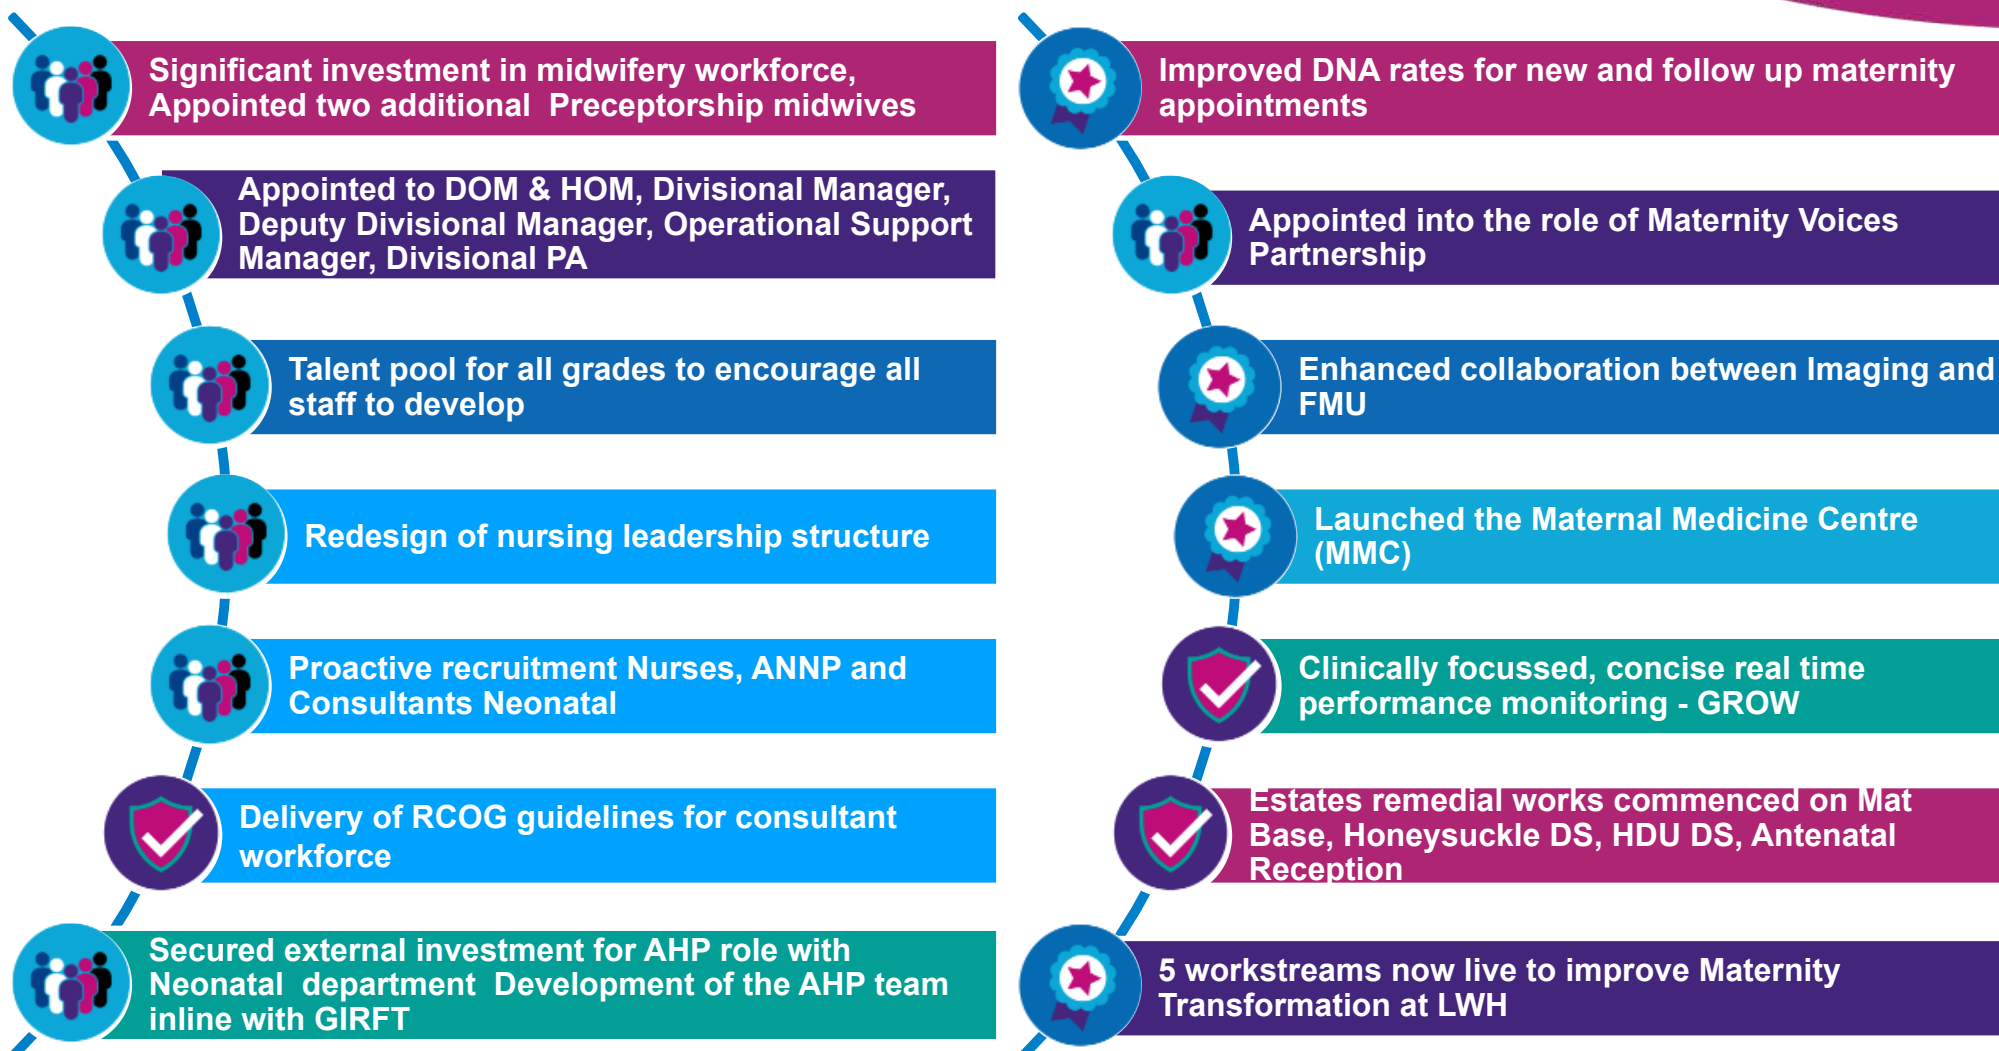 Significant investment in midwifery workforce,
Appointed two additional  Preceptorship midwives
Appointed to DOM & HOM, Divisional Manager,
Deputy Divisional Manager, Operational Support
Manager, Divisional PA
Talent pool for all grades to encourage all
staff to develop
Redesign of nursing leadership structure
Proactive recruitment Nurses, ANNP and
Consultants Neonatal
Delivery of RCOG guidelines for consultant
workforce
Secured external investment for AHP role with
Neonatal  department  Development of the AHP team
inline with GIRFT
Improved DNA rates for new and follow up maternity
appointments
Appointed into the role of Maternity Voices
Partnership
Enhanced collaboration between Imaging and
FMU
Launched the Maternal Medicine Centre
(MMC)
Clinically focussed, concise real time
performance monitoring - GROW
Estates remedial works commenced on Mat
Base, Honeysuckle DS, HDU DS, Antenatal
Reception
5 workstreams now live to improve Maternity
Transformation at LWH